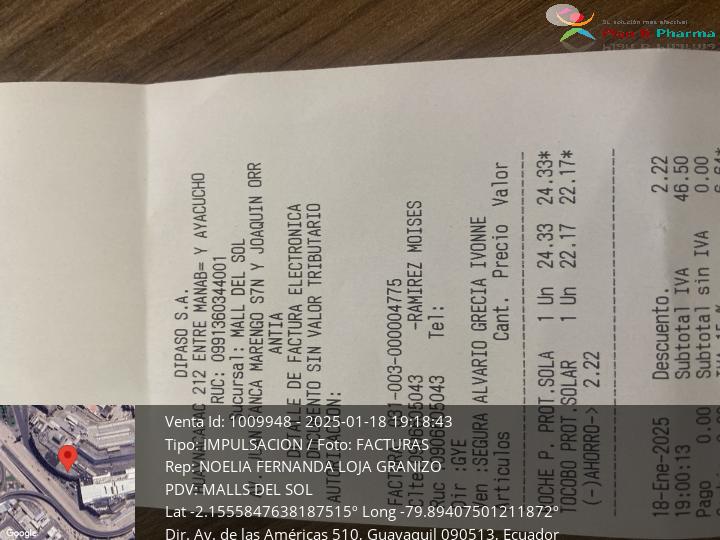 DIPASO S.A.
212 ENTRE MANAB= Y AYACUCHO
RUC: 0991360344001
Sucursal: MALL DEL SOL
MARENGO S7N Y JOAQUIN ORR
ANTIA
DE FACTURA ELECTRONICA
SIN VALOR TRIBUTARIO
FACTURA
-003-000004775
-RAMIREZ MOISES
Tel:
:GYE
Ven :SEGURA ALVARIO GRECIA IVONNE
Articulos Cant. Precio Valor
TOCHE P. PROT.SOLA 1 Un 24.33 24.33*
TOCOBO PROT.SOLAR 1 Un 22.17 22.17*
(-)AHORRO-> 2.22
18-Ene-2025 Descuento. 2.22
19:00:13 Subtotal IVA 46.50
Pago 0.00 Subtotal sin IVA 0.00
Su solución mas efectiva!
Plan B Pharma
Venta Id: 1009948 - 2025-01-18 19:18:43
Tipo: IMPULSACION / Foto: FACTURAS
Rep: NOELIA FERNANDA LOJA GRANIZO
PDV: MALLS DEL SOL
Lat -2.1555847638187515° Long -79.89407501211872°
Dir. Av. de las Américas 510, Guayaquil 090513, Ecuador
Google